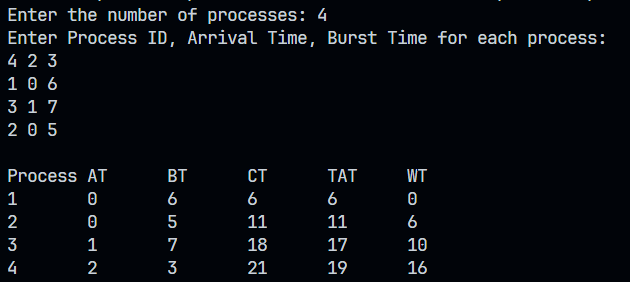 Enter the number of processes: 4
Enter Process ID, Arrival Time, Burst Time for each process:
4 2 3
1 0 6
3 1 7
2 0 5
Process AT BT CT TAT WT
1 0 6 6 6 0
2 0 5 11 11 6
3 1 7 18 17 10
4 2 3 21 19 16